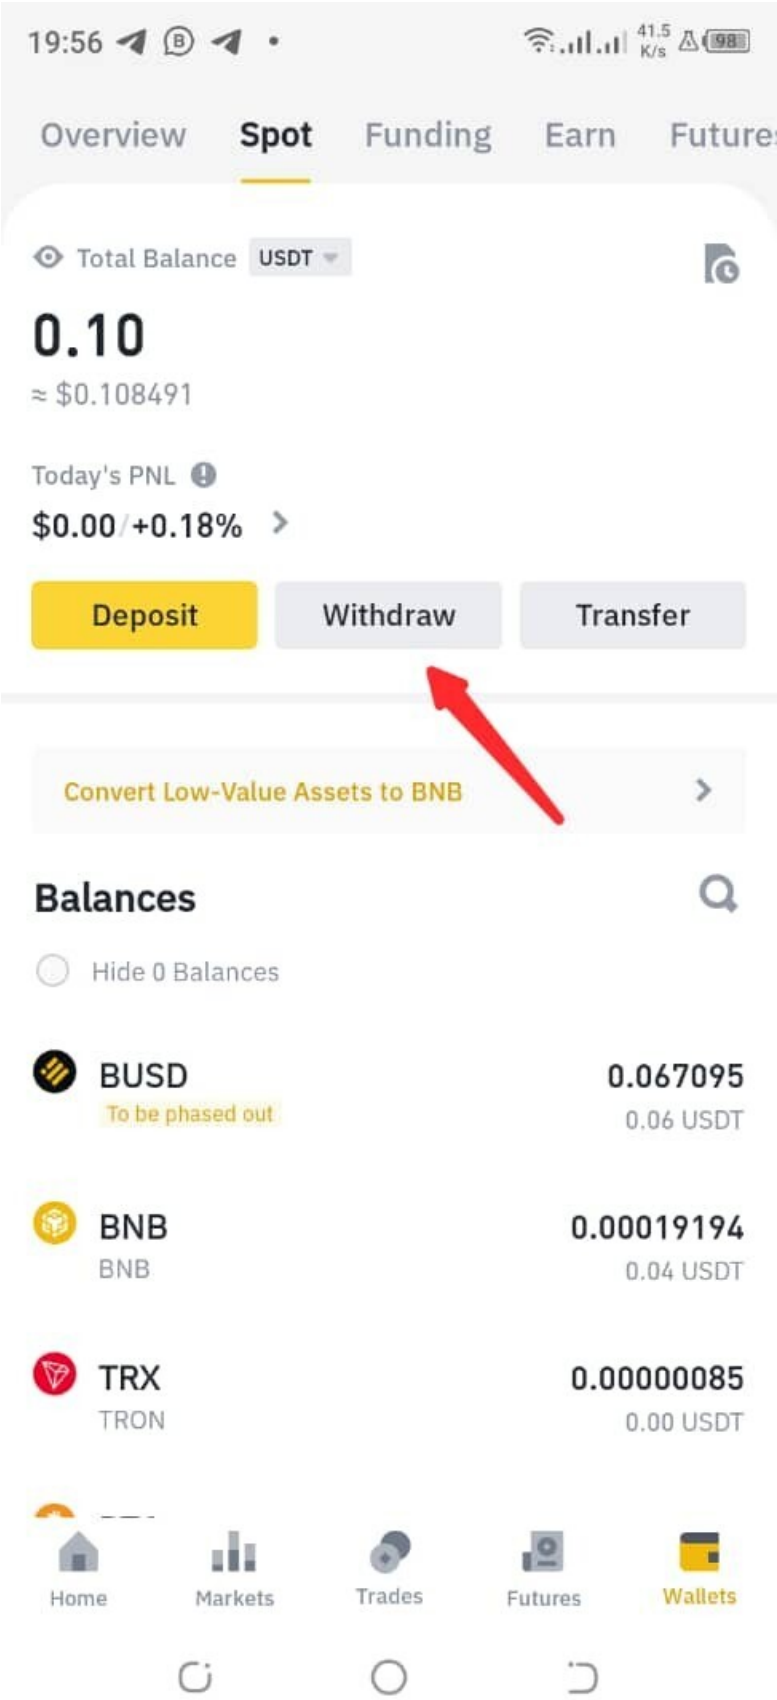 19:56
41.5
K/s
98
Overview Spot Funding Earn Futures
Total Balance USDT
0.10
≈ $0.108491
Today's PNL
$0.00/+0.18%
Deposit Withdraw Transfer
Convert Low-Value Assets to BNB
Balances
Hide 0 Balances
BUSD 0.067095
To be phased out 0.06 USDT
BNB 0.00019194
BNB 0.04 USDT
TRX 0.00000085
TRON 0.00 USDT
Home Markets Trades Futures Wallets